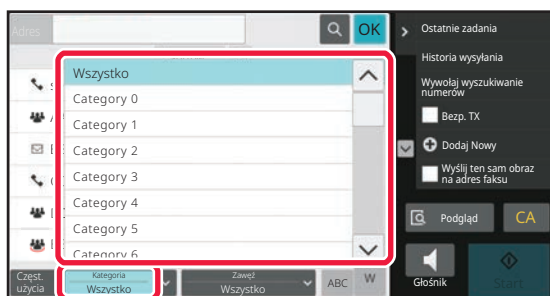 Adres
OK
Ostatnie zadania
Historia wysyłania
Wywołaj wyszukiwanie
numerów
Bezp. TX
Dodaj Nowy
Wyślij ten sam obraz
na adres faksu
Podgląd
CA
Głośnik
Start
Wszystko
Category 0
Category 1
Category 2
Category 3
Category 4
Category 5
Category 6
Częst.
użycia
Kategoria
Wszystko
Zawęź
Wszystko
ABC
W